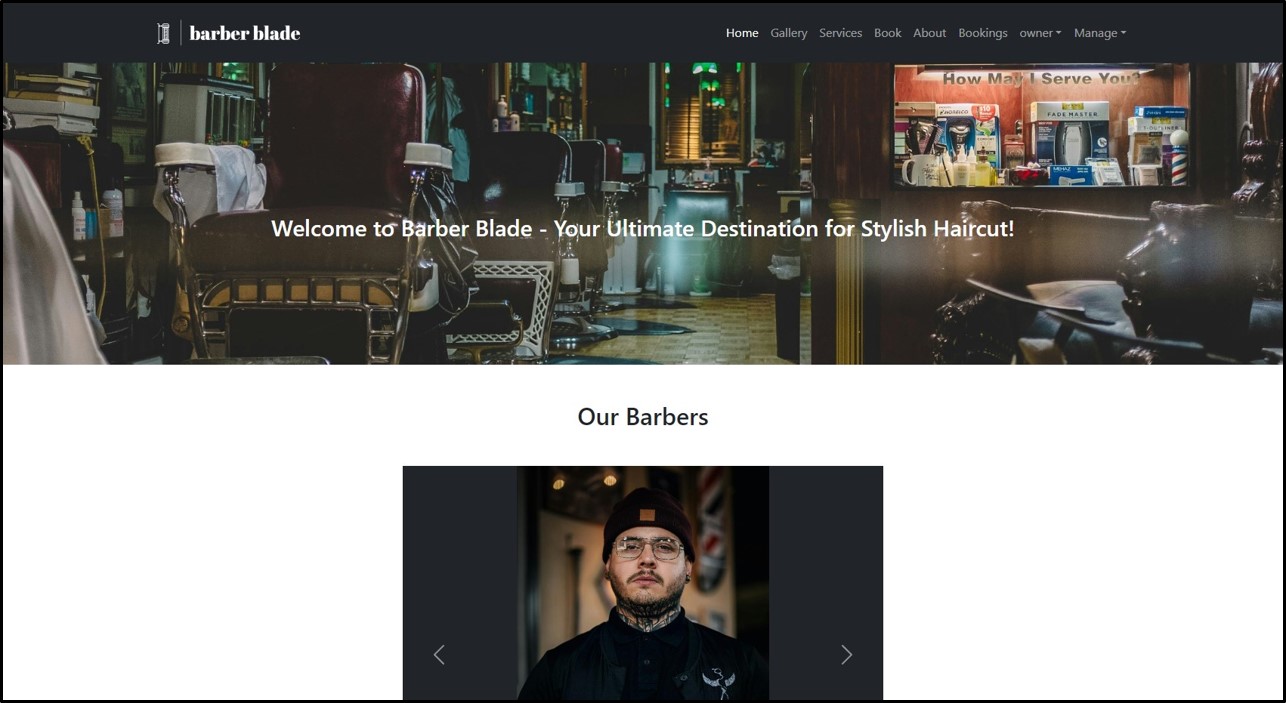 barber blade
Home Gallery Services Book About Bookings owner Manage
How May I Serve You?
$10
FADE MASTER
Welcome to Barber Blade - Your Ultimate Destination for Stylish Haircut!
Our Barbers